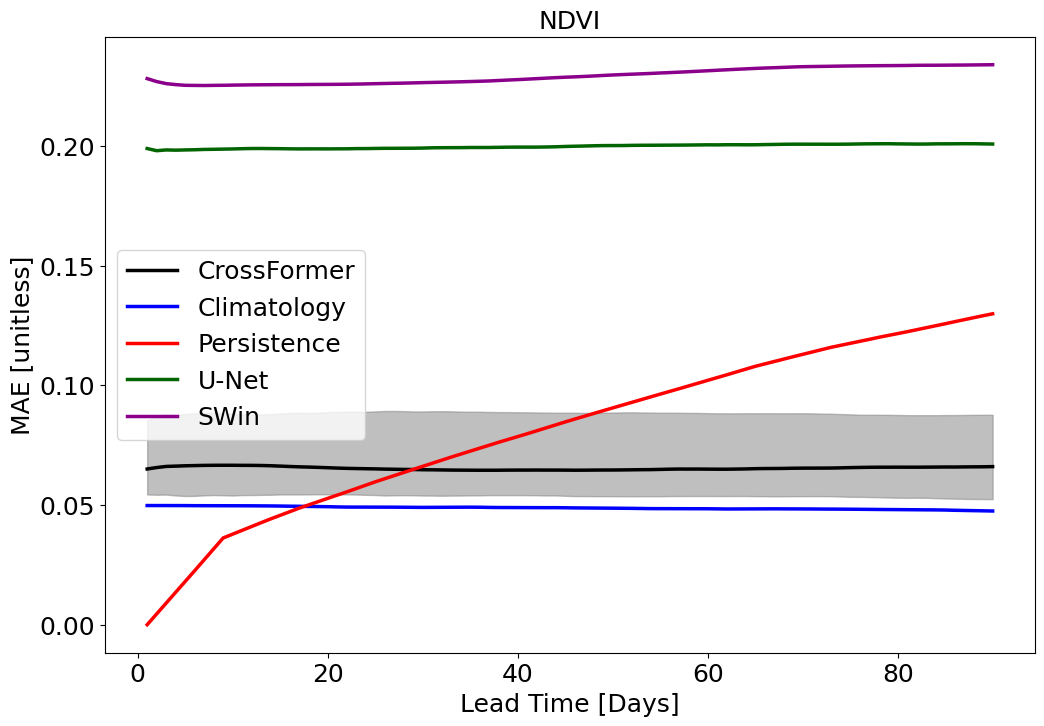 NDVI
MAE [unitless]
0.20
0.15
0.10
0.05
0.00
CrossFormer
Climatology
Persistence
U-Net
SWin
0 20 40 60 80
Lead Time [Days]